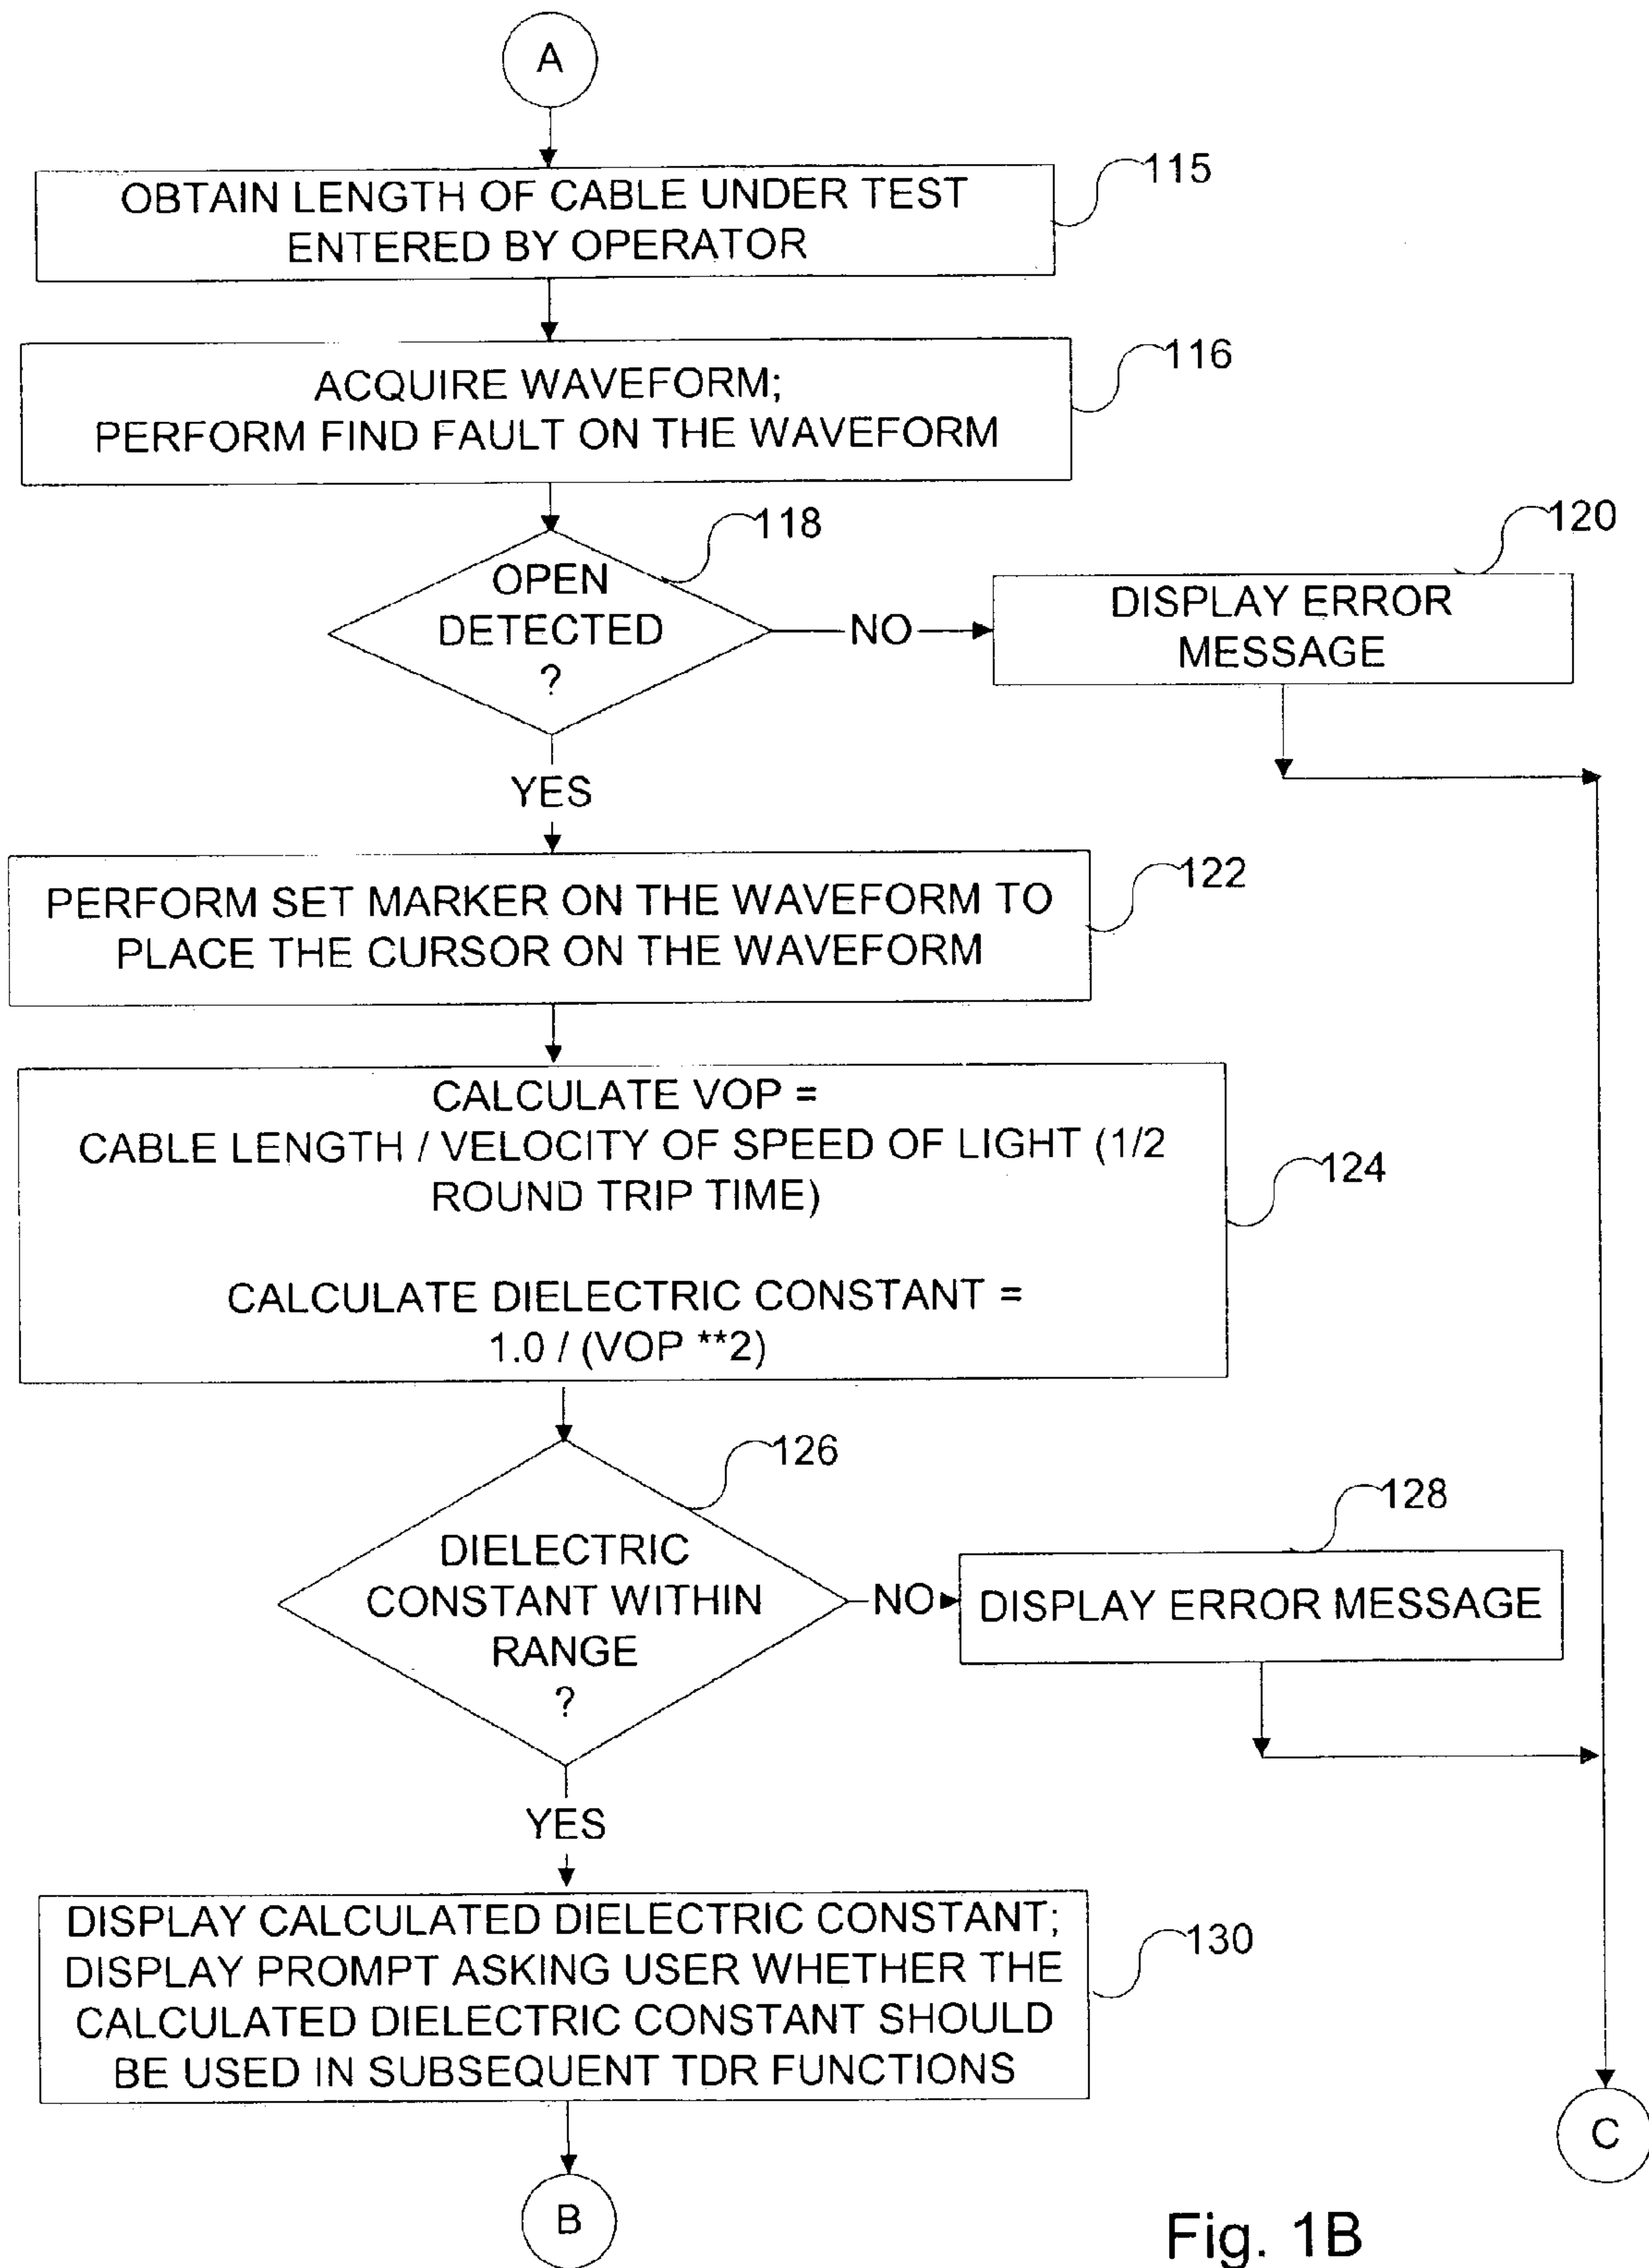 A
115
OBTAIN LENGTH OF CABLE UNDER TEST
ENTERED BY OPERATOR
116
ACQUIRE WAVEFORM;
PERFORM FIND FAULT ON THE WAVEFORM
118
OPEN
DETECTED
?
NO
120
DISPLAY ERROR
MESSAGE
YES
122
PERFORM SET MARKER ON THE WAVEFORM TO
PLACE THE CURSOR ON THE WAVEFORM
124
CALCULATE VOP =
CABLE LENGTH / VELOCITY OF SPEED OF LIGHT (1/2
ROUND TRIP TIME)
CALCULATE DIELECTRIC CONSTANT =
1.0 / (VOP **2)
126
DIELECTRIC
CONSTANT WITHIN
RANGE
?
NO
128
DISPLAY ERROR MESSAGE
YES
130
DISPLAY CALCULATED DIELECTRIC CONSTANT;
DISPLAY PROMPT ASKING USER WHETHER THE
CALCULATED DIELECTRIC CONSTANT SHOULD
BE USED IN SUBSEQUENT TDR FUNCTIONS
C
B
Fig. 1B